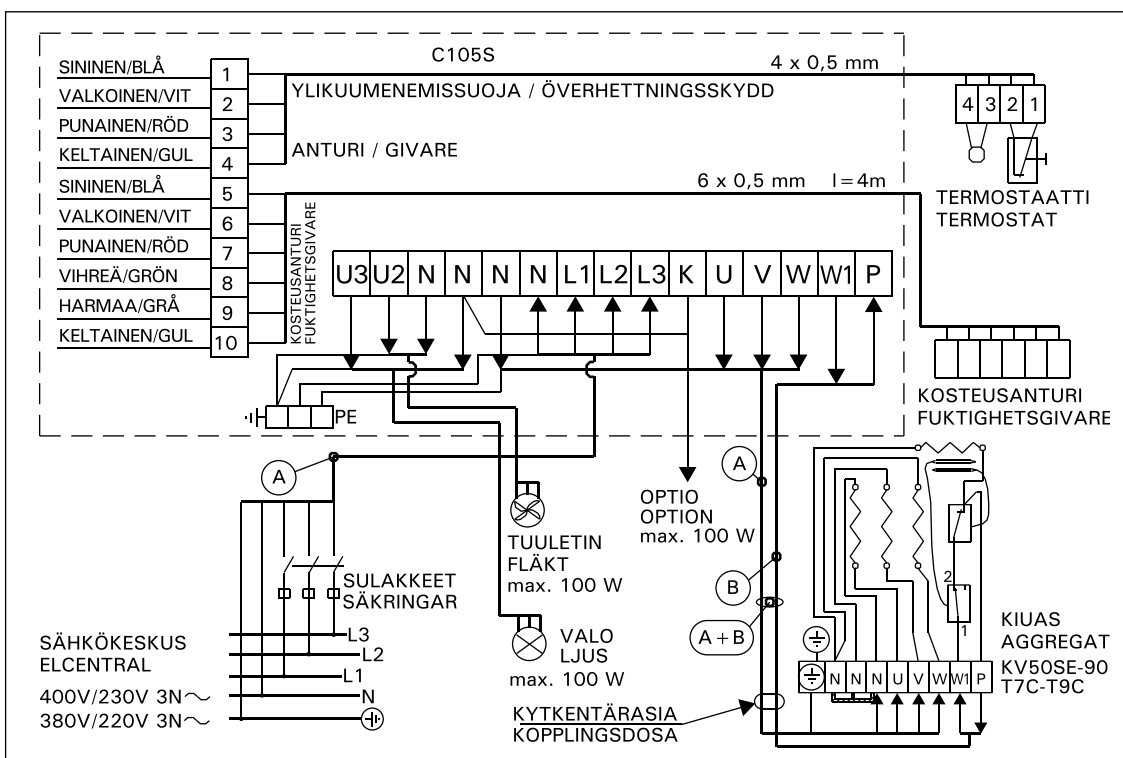 C105S
SININEN/BLÅ 1
VALKOINEN/VIT 2
PUNAINEN/RÖD 3
KELTAINEN/GUL 4
SININEN/BLÅ 5
VALKOINEN/VIT 6
PUNAINEN/RÖD 7
VIHREÄ/GRÖN 8
HARMAA/GRÅ 9
KELTAINEN/GUL 10
YLIKUUMENEMISSUOJA / ÖVERHETTNINGSSKYDD
ANTURI / GIVARE
4 x 0,5 mm
4 3 2 1
TERMOSTAATTI
TERMOSTAT
6 x 0,5 mm l=4m
KOSTEUSANTURI
FUKTIGHETSGIVARE
U3 U2 N N N N L1 L2 L3 K U V W W1 P
KOSTEUSANTURI
FUKTIGHETSGIVARE
PE
A
A
OPTIO
OPTION
max. 100 W
TUULETIN
FLÄKT
max. 100 W
B
A+B
SULAKKEET
SÄKRINGAR
VALO
LJUS
max. 100 W
2
1
KIUAS
AGGREGAT
KV50SE-90
T7C-T9C
N N N U V W W1 P
SÄHKÖKESKUS
ELCENTRAL
L3
L2
L1
400V/230V 3N~ N
380V/220V 3N~
KYTKENTÄRASIA
KOPPLINGSDOSA